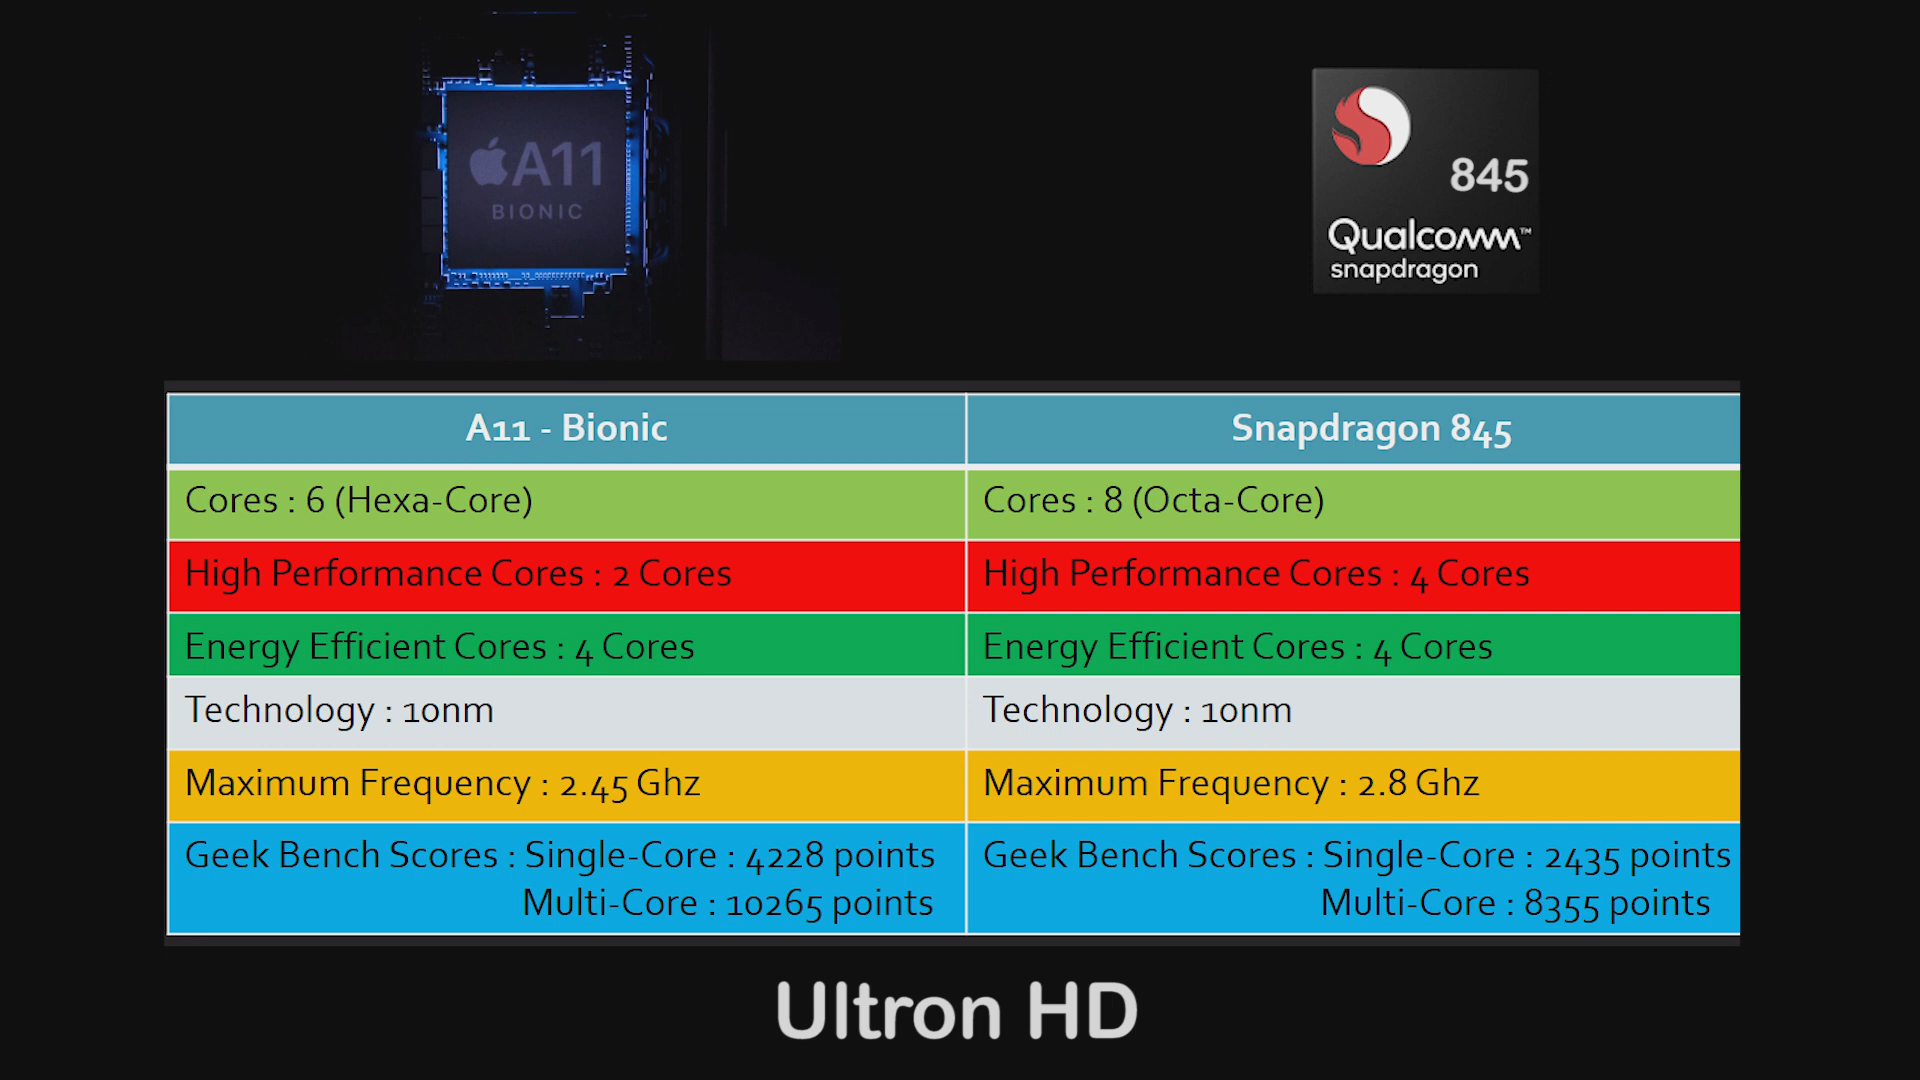 A11
BIONIC
845
Qualcomm™
snapdragon
A11 - Bionic
Snapdragon 845
Cores : 6 (Hexa-Core)
Cores : 8 (Octa-Core)
High Performance Cores : 2 Cores
High Performance Cores : 4 Cores
Energy Efficient Cores : 4 Cores
Energy Efficient Cores : 4 Cores
Technology : 10nm
Technology : 10nm
Maximum Frequency : 2.45 Ghz
Maximum Frequency : 2.8 Ghz
Geek Bench Scores : Single-Core : 4228 points
Multi-Core : 10265 points
Geek Bench Scores : Single-Core : 2435 points
Multi-Core : 8355 points
Ultron HD